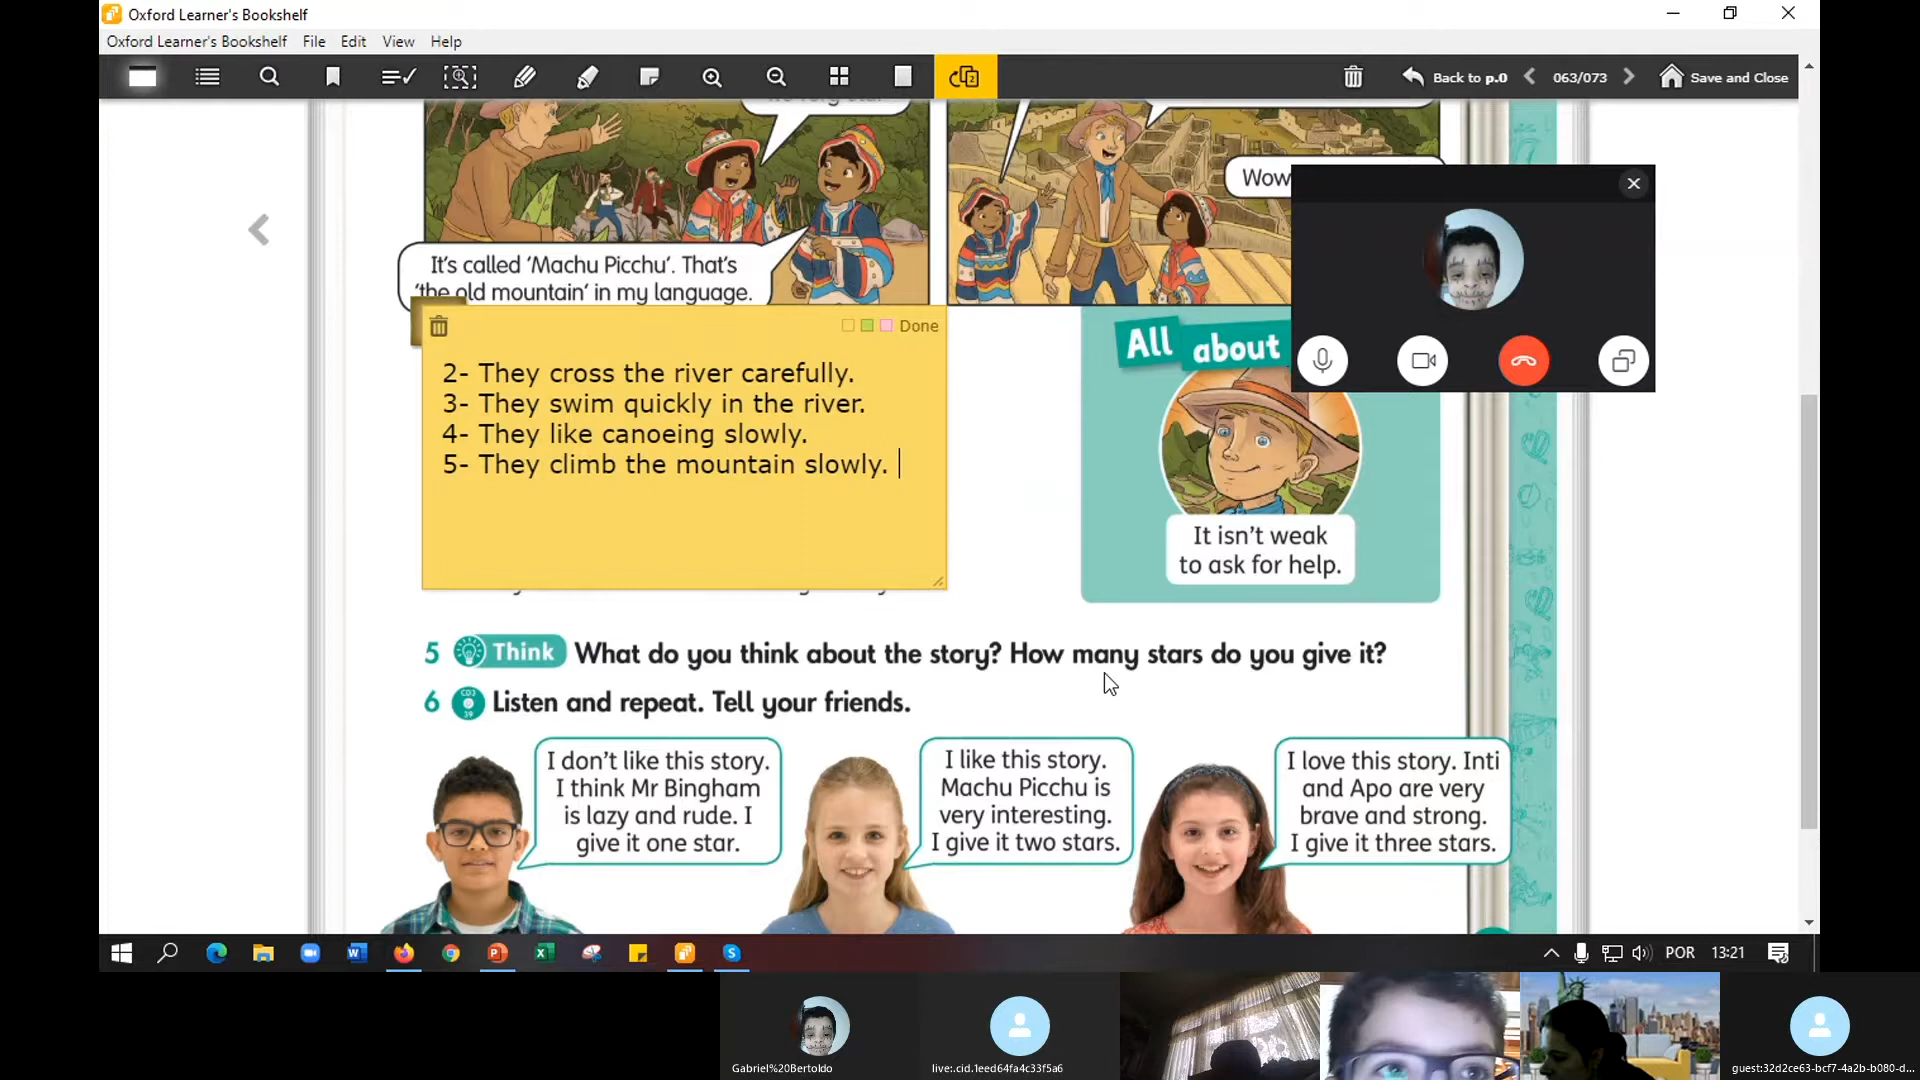 Oxford Learner's Bookshelf
Oxford Learner's Bookshelf File Edit View Help
Back to p.0 063/073 Save and Close
It's called 'Machu Picchu'. That's
'the old mountain' in my language.
Wow
Done
2- They cross the river carefully.
3- They swim quickly in the river.
4- They like canoeing slowly.
5- They climb the mountain slowly.
All about
It isn't weak
to ask for help.
5 Think What do you think about the story? How many stars do you give it?
6 CD3 39 Listen and repeat. Tell your friends.
I don't like this story.
I think Mr Bingham
is lazy and rude. I
give it one star.
I like this story.
Machu Picchu is
very interesting.
I give it two stars.
I love this story. Inti
and Apo are very
brave and strong.
I give it three stars.
POR 13:21
Gabriel%20Bertoldo
live:.cid.1eed64fa4c33f5a6
guest:32d2ce63-bcf7-4a2b-b080-d...